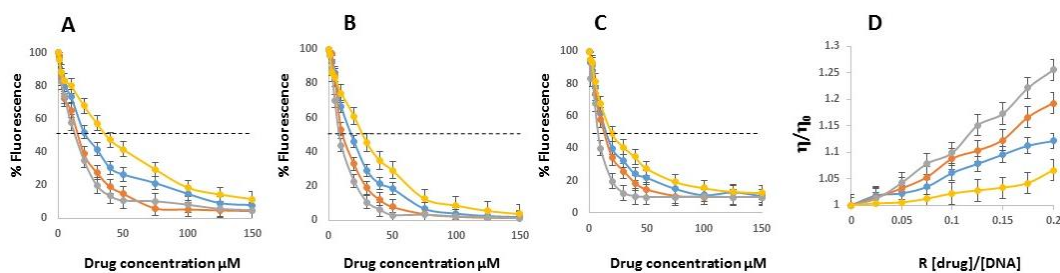 A
% Fluorescence
100
80
60
40
20
0
0 50 100 150
Drug concentration µM
B
% Fluorescence
100
80
60
40
20
0
0 50 100 150
Drug concentration µM
C
% Fluorescence
100
80
60
40
20
0
0 50 100 150
Drug concentration µM
D
η/η0
1.3
1.25
1.2
1.15
1.1
1.05
1
0 0.05 0.1 0.15 0.2
R [drug]/[DNA]